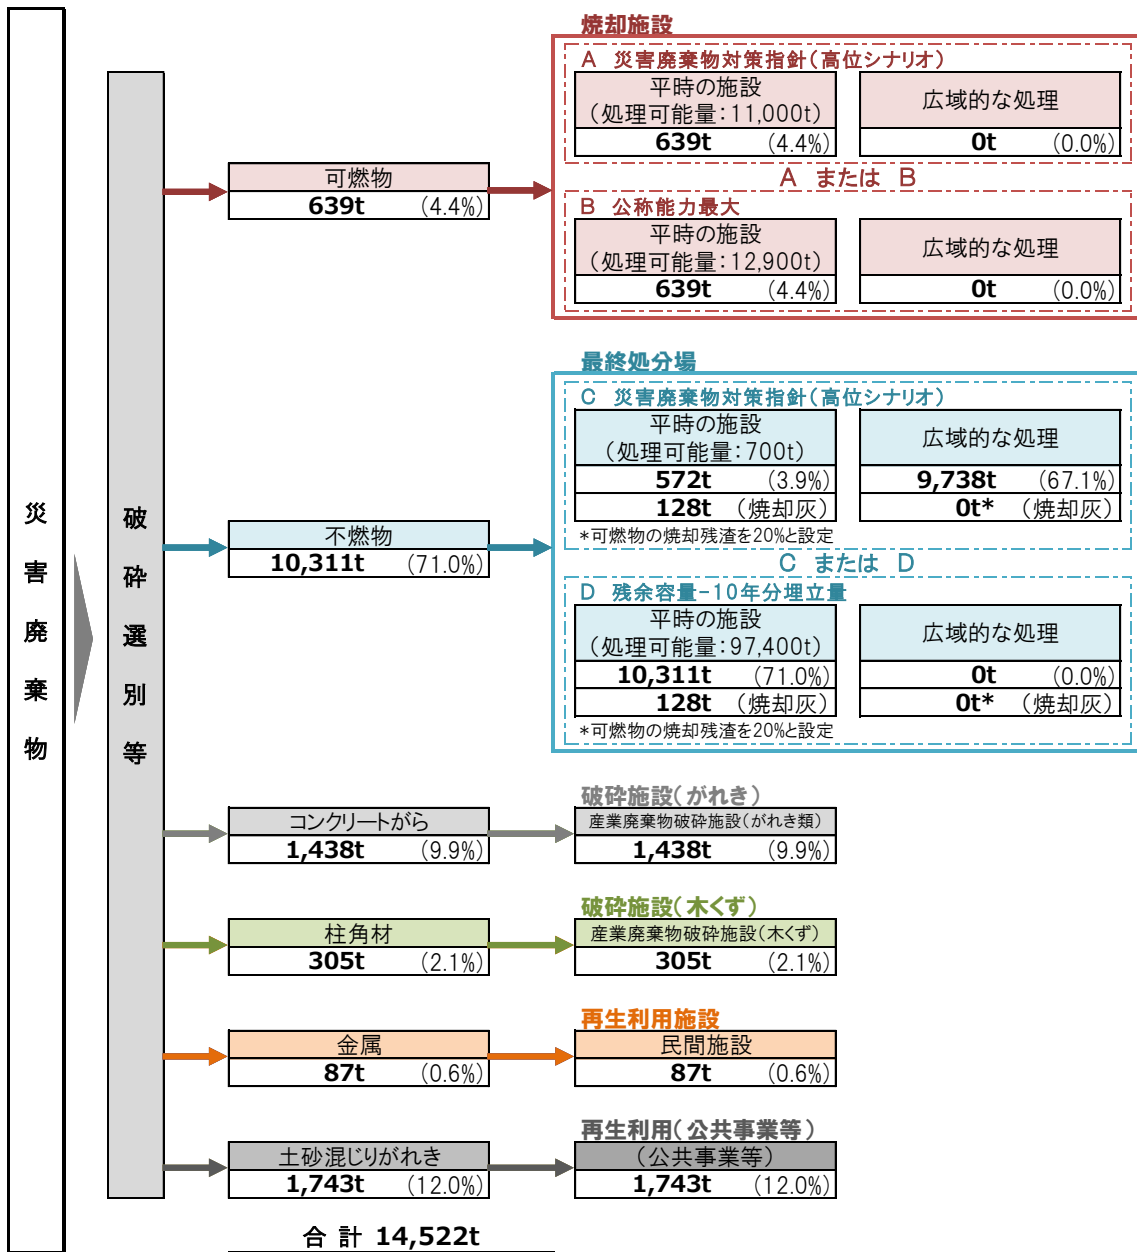 災害廃棄物
破砕選別等
焼却施設
A 災害廃棄物対策指針(高位シナリオ)
平時の施設
(処理可能量:11,000t)
639t (4.4%)
広域的な処理
0t (0.0%)
A または B
B 公称能力最大
平時の施設
(処理可能量:12,900t)
639t (4.4%)
広域的な処理
0t (0.0%)
可燃物
639t (4.4%)
最終処分場
C 災害廃棄物対策指針(高位シナリオ)
平時の施設
(処理可能量:700t)
572t (3.9%)
128t (焼却灰)
広域的な処理
9,738t (67.1%)
0t* (焼却灰)
*可燃物の焼却残渣を20%と設定
C または D
D 残余容量-10年分埋立量
平時の施設
(処理可能量:97,400t)
10,311t (71.0%)
128t (焼却灰)
広域的な処理
0t (0.0%)
0t* (焼却灰)
*可燃物の焼却残渣を20%と設定
不燃物
10,311t (71.0%)
破砕施設(がれき)
コンクリートがら
1,438t (9.9%)
産業廃棄物破砕施設(がれき類)
1,438t (9.9%)
破砕施設(木くず)
柱角材
305t (2.1%)
産業廃棄物破砕施設(木くず)
305t (2.1%)
再生利用施設
金属
87t (0.6%)
民間施設
87t (0.6%)
再生利用(公共事業等)
土砂混じりがれき
1,743t (12.0%)
(公共事業等)
1,743t (12.0%)
合計 14,522t